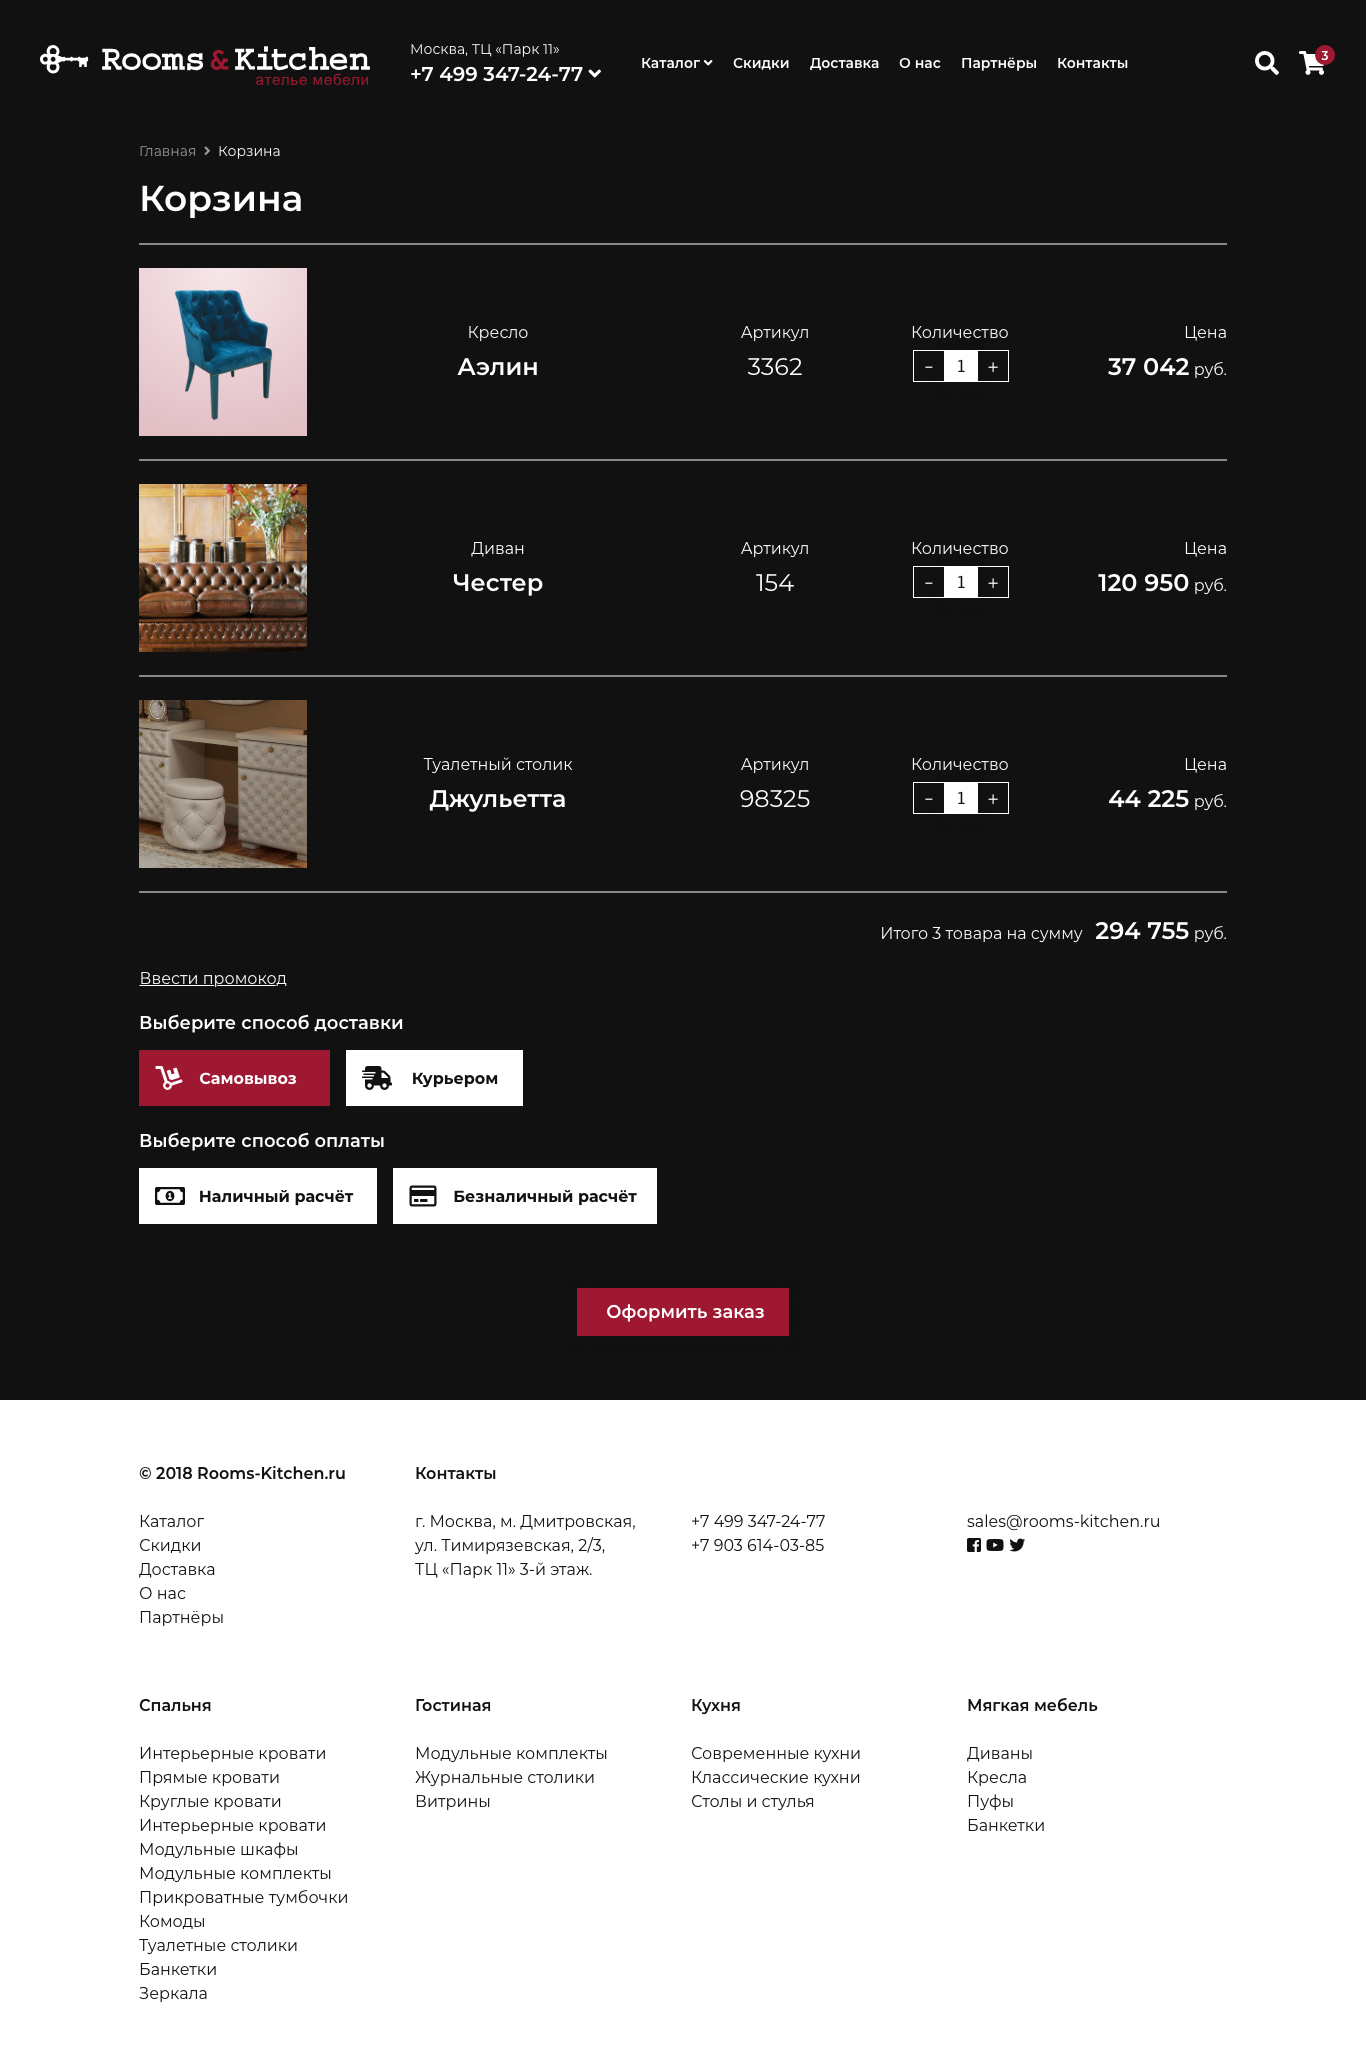 Rooms & Kitchen
ателье мебели
Москва, ТЦ «Парк 11»
+7 499 347-24-77
Каталог Скидки Доставка О нас Партнёры Контакты
3
Главная Корзина
Корзина
Кресло Артикул Количество Цена
Аэлин 3362 - 1 + 37 042 руб.
Диван Артикул Количество Цена
Честер 154 - 1 + 120 950 руб.
Туалетный столик Артикул Количество Цена
Джульетта 98325 - 1 + 44 225 руб.
Итого 3 товара на сумму 294 755 руб.
Ввести промокод
Выберите способ доставки
Самовывоз Курьером
Выберите способ оплаты
Наличный расчёт Безналичный расчёт
Оформить заказ
© 2018 Rooms-Kitchen.ru
Каталог
Скидки
Доставка
О нас
Партнёры
Контакты
г. Москва, м. Дмитровская,
ул. Тимирязевская, 2/3,
ТЦ «Парк 11» 3-й этаж.
+7 499 347-24-77
+7 903 614-03-85
sales@rooms-kitchen.ru
Спальня
Интерьерные кровати
Прямые кровати
Круглые кровати
Интерьерные кровати
Модульные шкафы
Модульные комплекты
Прикроватные тумбочки
Комоды
Туалетные столики
Банкетки
Зеркала
Гостиная
Модульные комплекты
Журнальные столики
Витрины
Кухня
Современные кухни
Классические кухни
Столы и стулья
Мягкая мебель
Диваны
Кресла
Пуфы
Банкетки